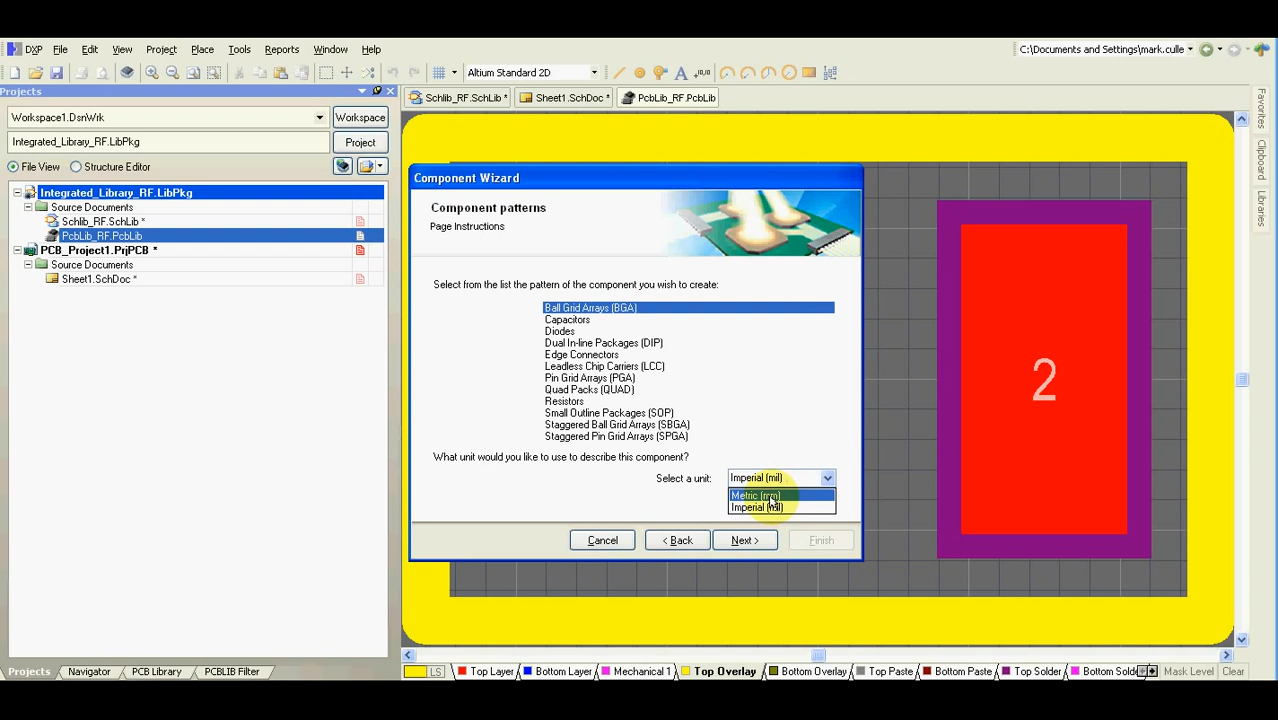 DXP File Edit View Project Place Tools Reports Window Help C:\Documents and Settings\mark.culle
Altium Standard 2D
Projects
Schlib_RF.SchLib * Sheet1.SchDoc * PcbLib_RF.PcbLib
Workspace1.DsnWrk Workspace
Integrated_Library_RF.LibPkg Project
File View Structure Editor
Integrated_Library_RF.LibPkg
Source Documents
Schlib_RF.SchLib *
PcbLib_RF.PcbLib
PCB_Project1.PrjPCB *
Source Documents
Sheet1.SchDoc *
Component Wizard
Component patterns
Page Instructions
Select from the list the pattern of the component you wish to create:
Ball Grid Arrays (BGA)
Capacitors
Diodes
Dual In-line Packages (DIP)
Edge Connectors
Leadless Chip Carriers (LCC)
Pin Grid Arrays (PGA)
Quad Packs (QUAD)
Resistors
Small Outline Packages (SOP)
Staggered Ball Grid Arrays (SBGA)
Staggered Pin Grid Arrays (SPGA)
What unit would you like to use to describe this component?
Select a unit: Imperial (mil)
Metric (mm)
Imperial (mil)
Cancel < Back Next > Finish
2
Favorites
Clipboard
Libraries
Projects Navigator PCB Library PCBLIB Filter
LS Top Layer Bottom Layer Mechanical 1 Top Overlay Bottom Overlay Top Paste Bottom Paste Top Solder Bottom Solde Mask Level Clear